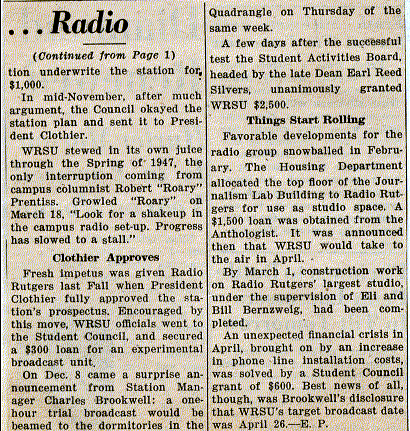 ...Radio
(Continued from Page 1)
tion underwrite the station for
$1,000.
In mid-November, after much
argument, the Council okayed the
station plan and sent it to Presi-
dent Clothier.
WRSU stewed in its own juice
through the Spring of 1947, the
only interruption coming from
campus columnist Robert "Roary"
Prentiss. Growled "Roary" on
March 18, "Look for a shakeup in
the campus radio set-up. Progress
has slowed to a stall."
Clothier Approves
Fresh impetus was given Radio
Rutgers last Fall when President
Clothier fully approved the sta-
tion's prospectus. Encouraged by
this move, WRSU officials went to
the Student Council, and secured
a $300 loan for an experimental
broadcast unit.
On Dec. 8 came a surprise an-
nouncement from Station Man-
ager Charles Brookwell: a one-
hour trial broadcast would be
beamed to the dormitories in the
Quadrangle on Thursday of the
same week.
A few days after the successful
test the Student Activities Board,
headed by the late Dean Earl Reed
Silvers, unanimously granted
WRSU $2,500.
Things Start Rolling
Favorable developments for the
radio group snowballed in Febru-
ary. The Housing Department
allocated the top floor of the Jour-
nalism Lab Building to Radio Rut-
gers for use as studio space. A
$1,500 loan was obtained from the
Anthologist. It was announced
then that WRSU would take to
the air in April.
By March 1, construction work
on Radio Rutgers' largest studio,
under the supervision of Eli and
Bill Bernzweig, had been com-
pleted.
An unexpected financial crisis in
April, brought on by an increase
in phone line installation costs,
was solved by a Student Council
grant of $600. Best news of all,
though, was Brookwell's disclosure
that WRSU's target broadcast date
was April 26.—E. P.